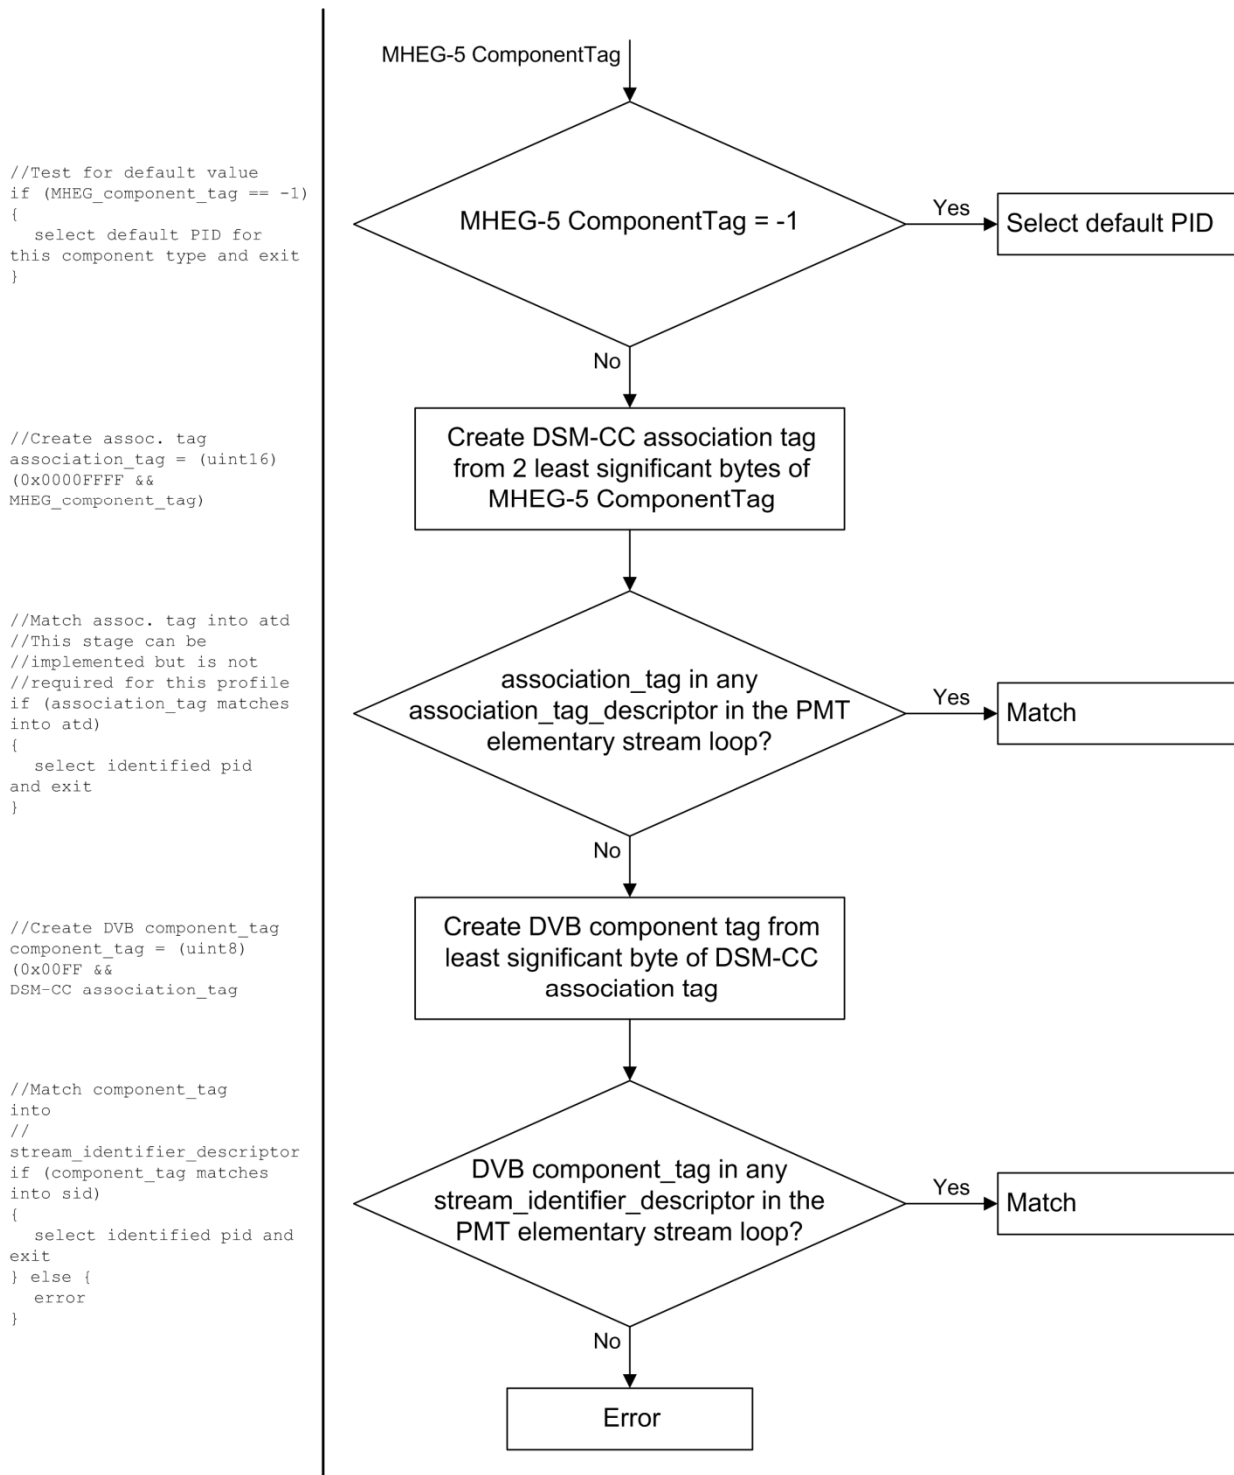 MHEG-5 ComponentTag
//Test for default value
if (MHEG_component_tag == -1)
{
select default PID for
this component type and exit
}
MHEG-5 ComponentTag = -1
Yes
Select default PID
No
//Create assoc. tag
association_tag = (uint16)
(0x0000FFFF &&
MHEG_component_tag)
Create DSM-CC association tag
from 2 least significant bytes of
MHEG-5 ComponentTag
//Match assoc. tag into atd
//This stage can be
//implemented but is not
//required for this profile
if (association_tag matches
into atd)
{
select identified pid
and exit
}
association_tag in any
association_tag_descriptor in the PMT
elementary stream loop?
Yes
Match
No
//Create DVB component_tag
component_tag = (uint8)
(0x00FF &&
DSM-CC association_tag
Create DVB component tag from
least significant byte of DSM-CC
association tag
//Match component_tag
into
//
stream_identifier_descriptor
if (component_tag matches
into sid)
{
select identified pid and
exit
} else {
error
}
DVB component_tag in any
stream_identifier_descriptor in the
PMT elementary stream loop?
Yes
Match
No
Error